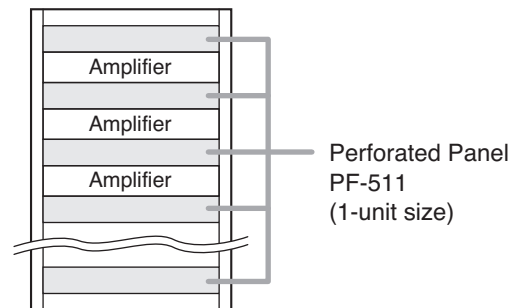 Amplifier
Amplifier
Amplifier
Perforated Panel
PF-511
(1-unit size)